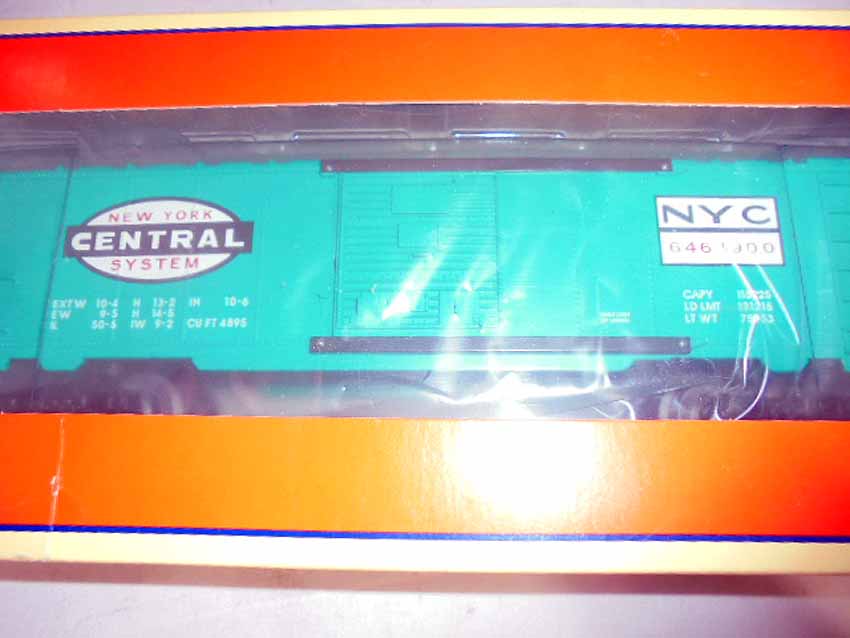 NEW YORK
CENTRAL
SYSTEM
EXTW 10-4 H 13-2 IH 10-6
EW 9-5 H 14-5
IL 50-5 IW 9-2 CU FT 4895
NYC
CAPY
LD LMT
LT WT